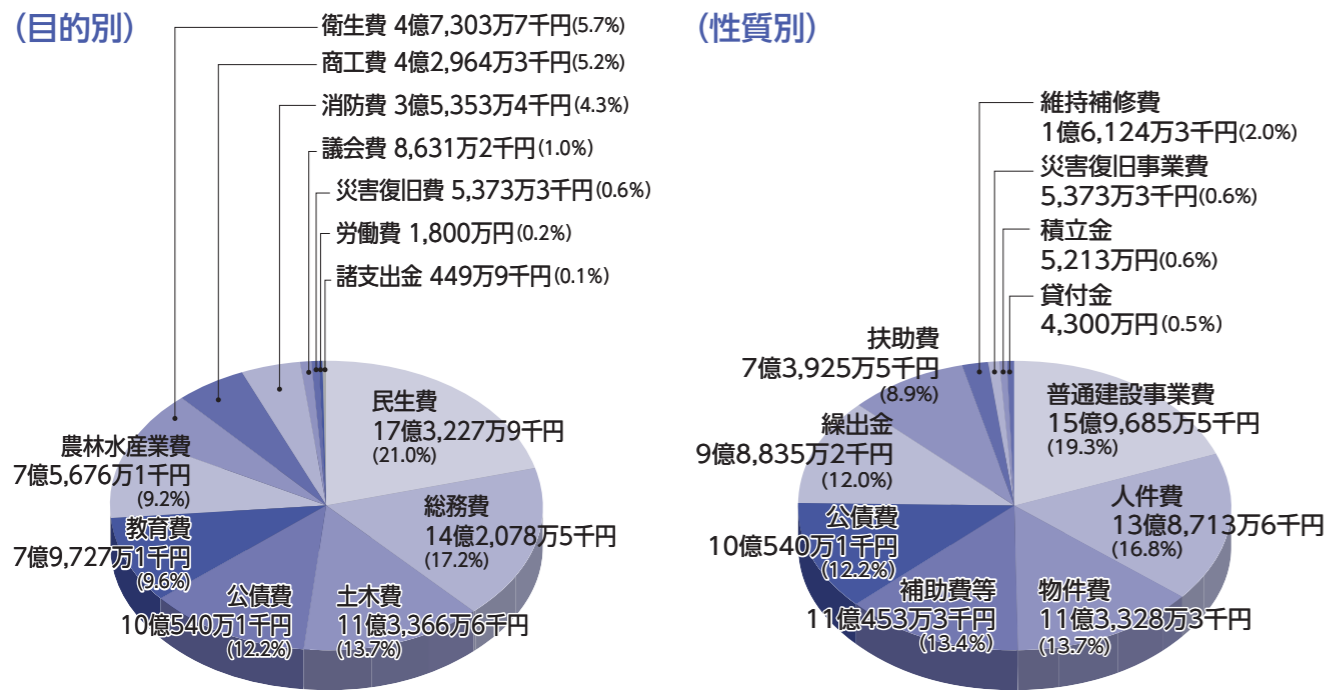 (目的別)
衛生費 4億7,303万7千円(5.7%)
商工費 4億2,964万3千円(5.2%)
消防費 3億5,353万4千円(4.3%)
議会費 8,631万2千円(1.0%)
災害復旧費 5,373万3千円(0.6%)
労働費 1,800万円(0.2%)
諸支出金 449万9千円(0.1%)
民生費
17億3,227万9千円
(21.0%)
総務費
14億2,078万5千円
(17.2%)
土木費
11億3,366万6千円
(13.7%)
公債費
10億540万1千円
(12.2%)
教育費
7億9,727万1千円
(9.6%)
農林水産業費
7億5,676万1千円
(9.2%)
(性質別)
維持補修費
1億6,124万3千円(2.0%)
災害復旧事業費
5,373万3千円(0.6%)
積立金
5,213万円(0.6%)
貸付金
4,300万円(0.5%)
普通建設事業費
15億9,685万5千円
(19.3%)
人件費
13億8,713万6千円
(16.8%)
物件費
11億3,328万3千円
(13.7%)
補助費等
11億453万3千円
(13.4%)
公債費
10億540万1千円
(12.2%)
繰出金
9億8,835万2千円
(12.0%)
扶助費
7億3,925万5千円
(8.9%)